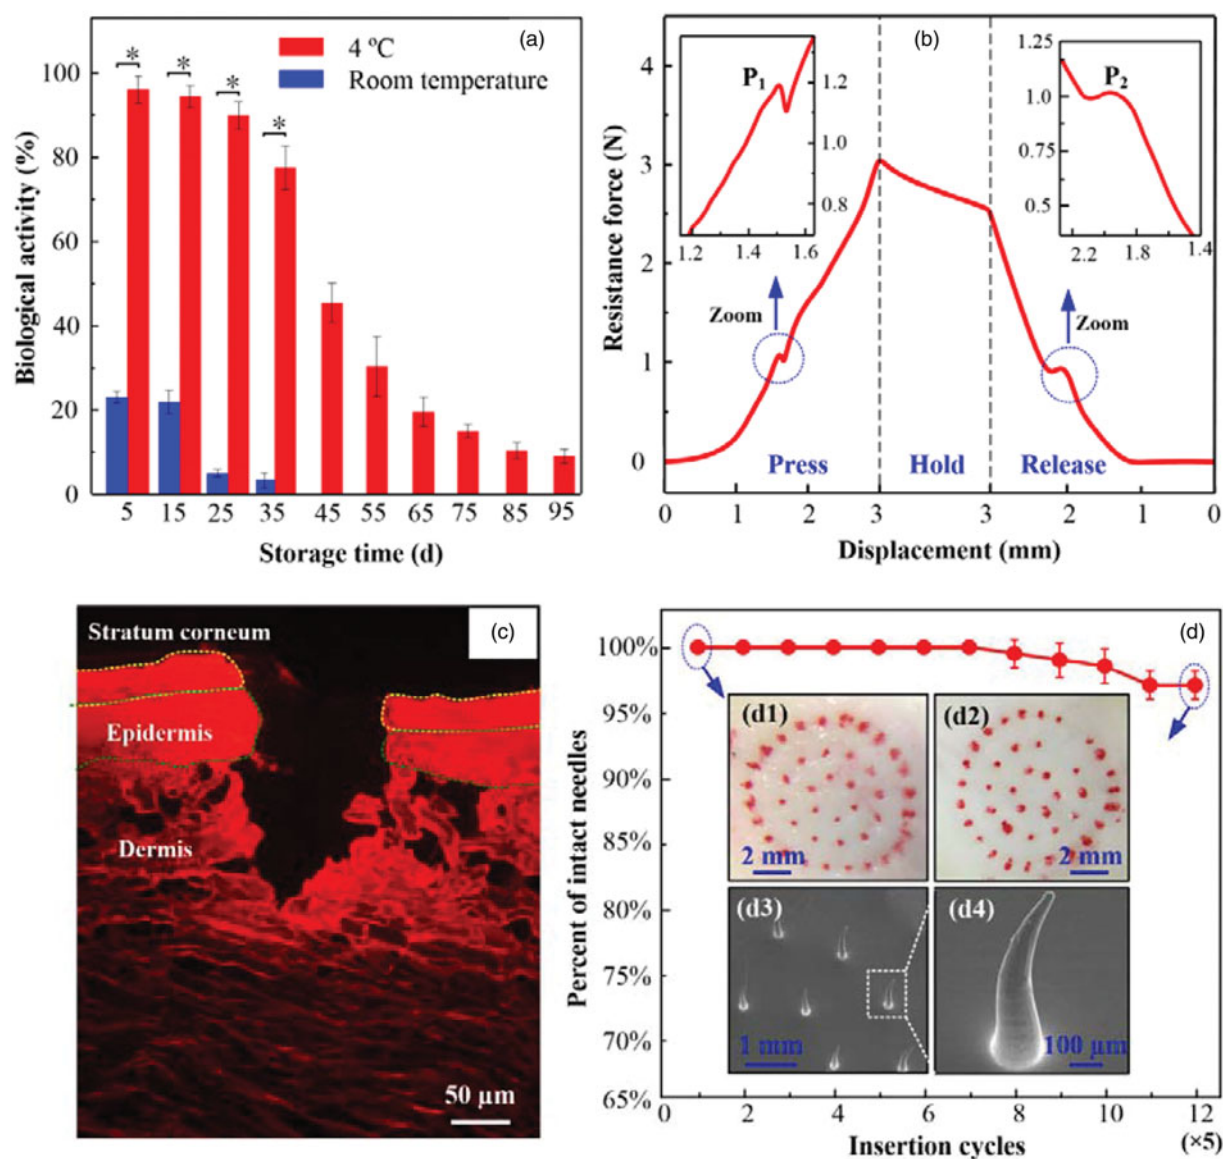 (a)
4 ºC
Room temperature
* * * *
100
80
60
40
20
0
Biological activity (%)
5 15 25 35 45 55 65 75 85 95
Storage time (d)
(b)
4
3
2
1
0
Resistance force (N)
P1
1.2
1.0
0.8
1.2 1.4 1.6
P2
1.25
1.0
0.5
2.2 1.8 1.4
Zoom
Zoom
Press Hold Release
0 1 2 3 3 2 1 0
Displacement (mm)
(c)
Stratum corneum
Epidermis
Dermis
50 µm
(d)
100%
95%
90%
85%
80%
75%
70%
65%
Percent of intact needles
(d1)
2 mm
(d2)
2 mm
(d3)
1 mm
(d4)
100 µm
0 2 4 6 8 10 12
Insertion cycles
(×5)